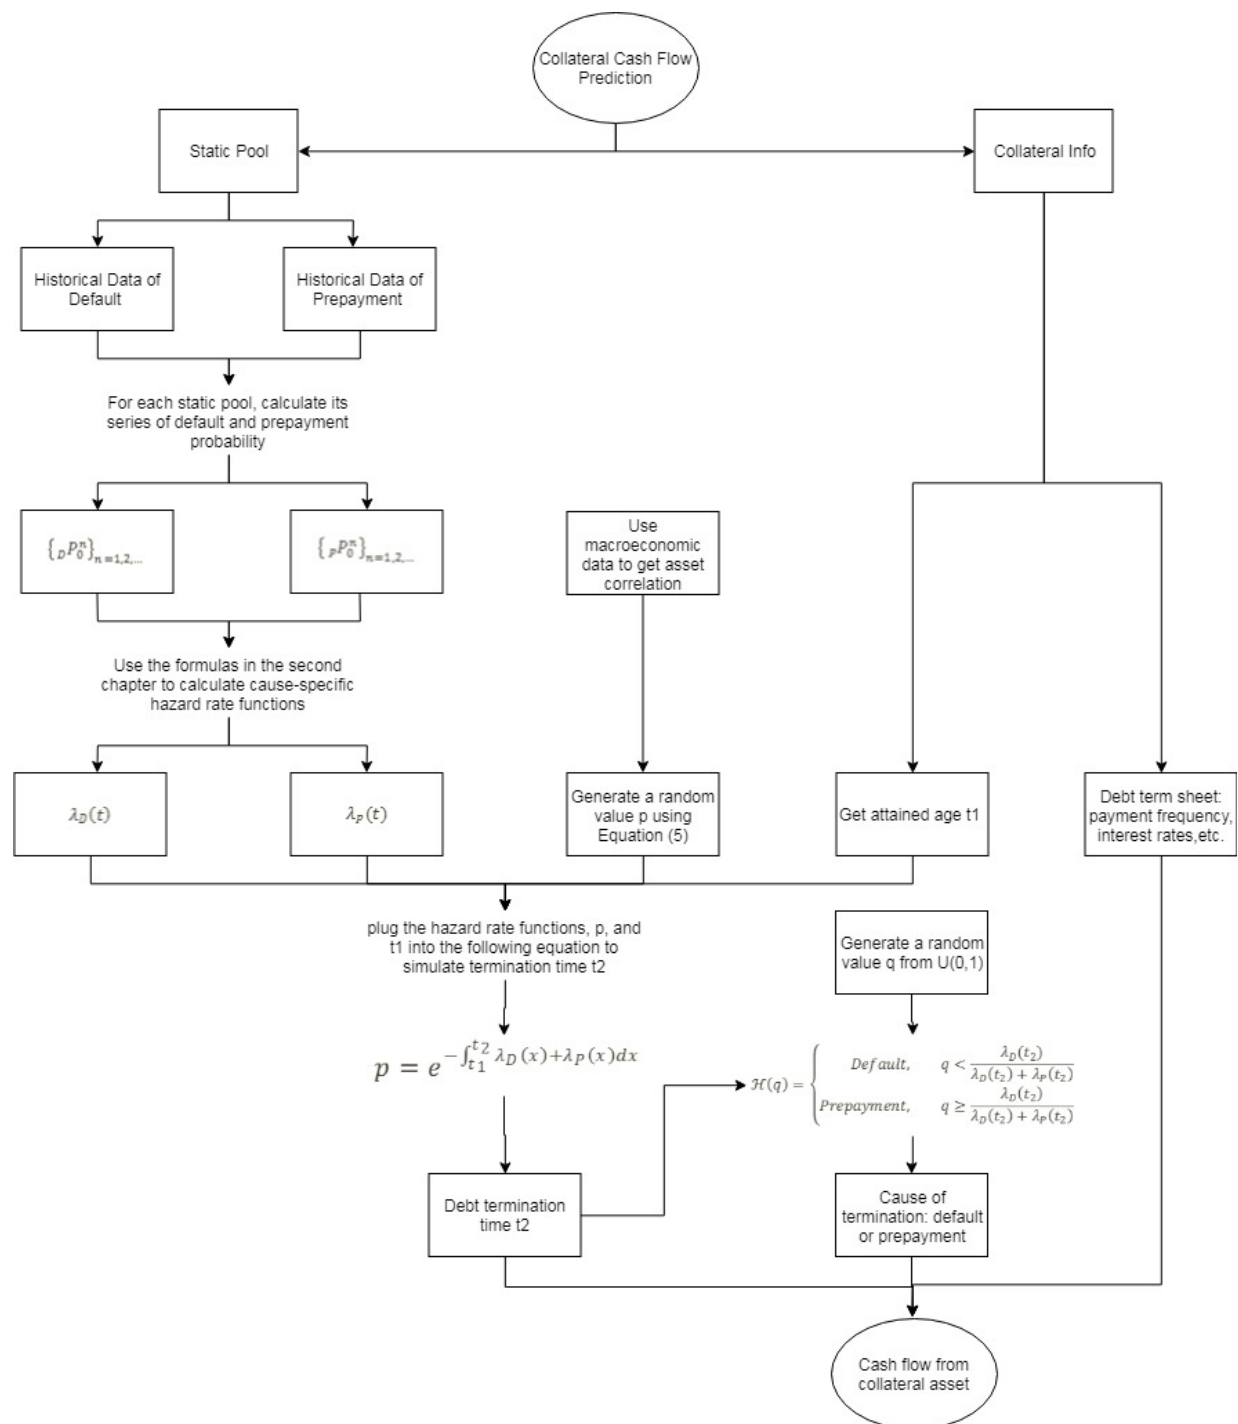 Collateral Cash Flow
Prediction
Static Pool
Collateral Info
Historical Data of
Default
Historical Data of
Prepayment
For each static pool, calculate its
series of default and prepayment
probability
{_D P_0^n}_{n=1,2,...}
{_P P_0^n}_{n=1,2,...}
Use
macroeconomic
data to get asset
correlation
Use the formulas in the second
chapter to calculate cause-specific
hazard rate functions
λ_D(t)
λ_P(t)
Generate a random
value p using
Equation (5)
Get attained age t1
Debt term sheet:
payment frequency,
interest rates,etc.
plug the hazard rate functions, p, and
t1 into the following equation to
simulate termination time t2
Generate a random
value q from U(0,1)
p = e^{-∫_{t1}^{t2} λ_D(x)+λ_P(x)dx}
ℋ(q) = { Default, q < λ_D(t_2) / (λ_D(t_2) + λ_P(t_2))
Prepayment, q ≥ λ_D(t_2) / (λ_D(t_2) + λ_P(t_2))
Debt termination
time t2
Cause of
termination: default
or prepayment
Cash flow from
collateral asset